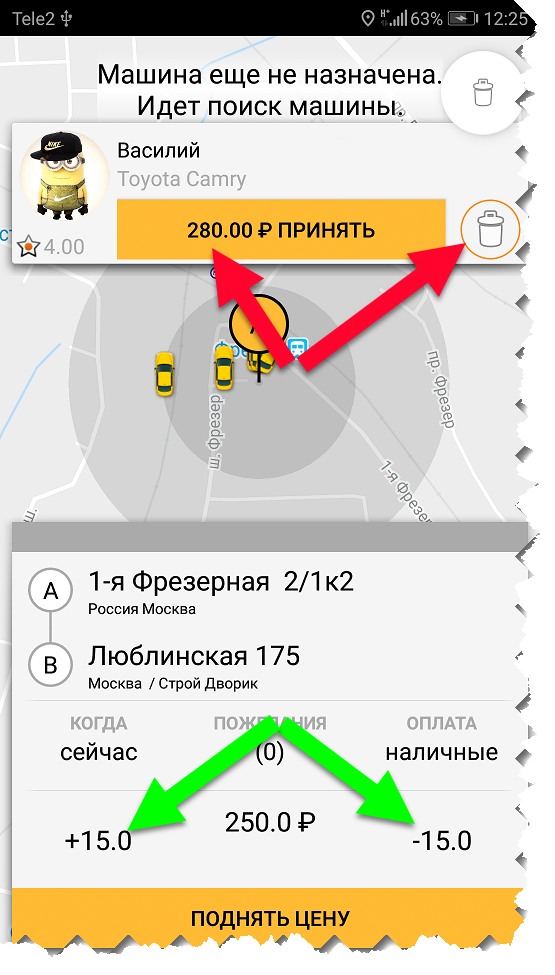 Tele2 63% 12:25
Машина еще не назначена.
Идет поиск машины.
Василий
Toyota Camry
NIKE
4.00
280.00 ₽ ПРИНЯТЬ
пр. Фрезер
ш. Фрезер
1-я Фрезер
ш.
A
1-я Фрезерная 2/1к2
Россия Москва
B
Люблинская 175
Москва / Строй Дворик
КОГДА
сейчас
(0)
ОПЛАТА
наличные
+15.0
250.0 ₽
-15.0
ПОДНЯТЬ ЦЕНУ